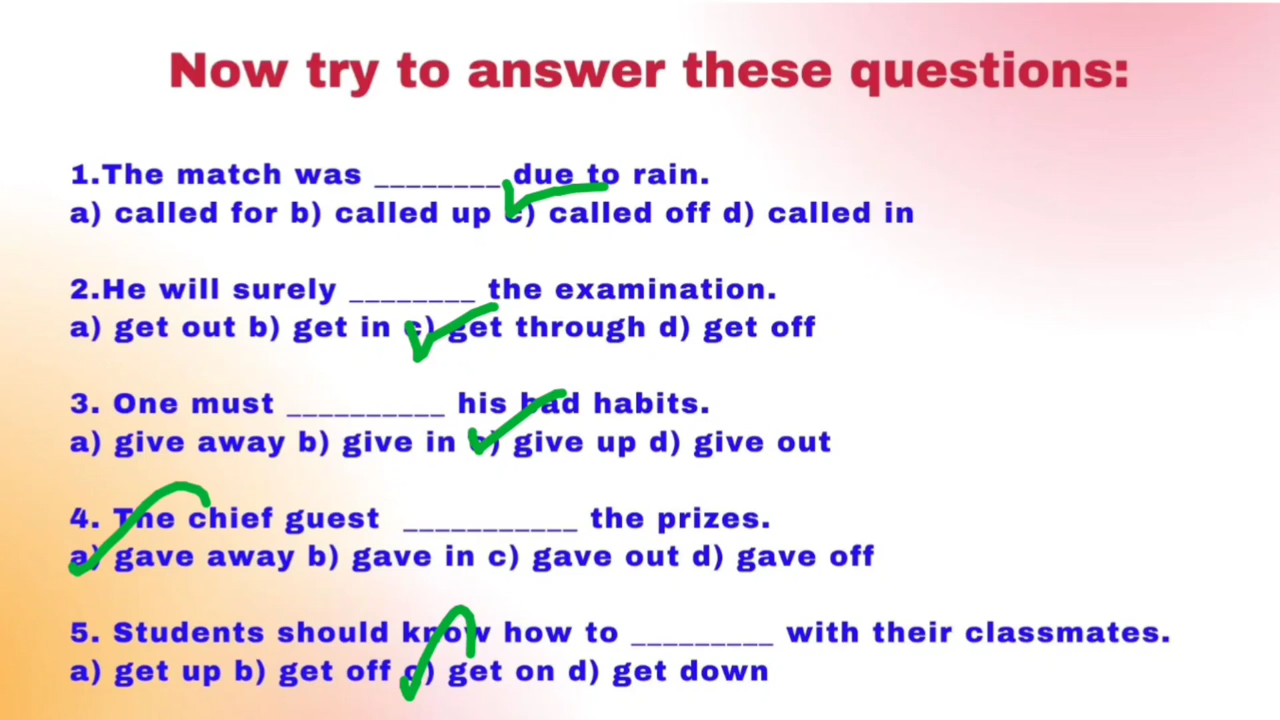 Now try to answer these questions:
1.The match was ________ due to rain.
a) called for b) called up c) called off d) called in
2.He will surely ________ the examination.
a) get out b) get in c) get through d) get off
3. One must __________ his bad habits.
a) give away b) give in c) give up d) give out
4. The chief guest ___________ the prizes.
a) gave away b) gave in c) gave out d) gave off
5. Students should know how to _________ with their classmates.
a) get up b) get off c) get on d) get down